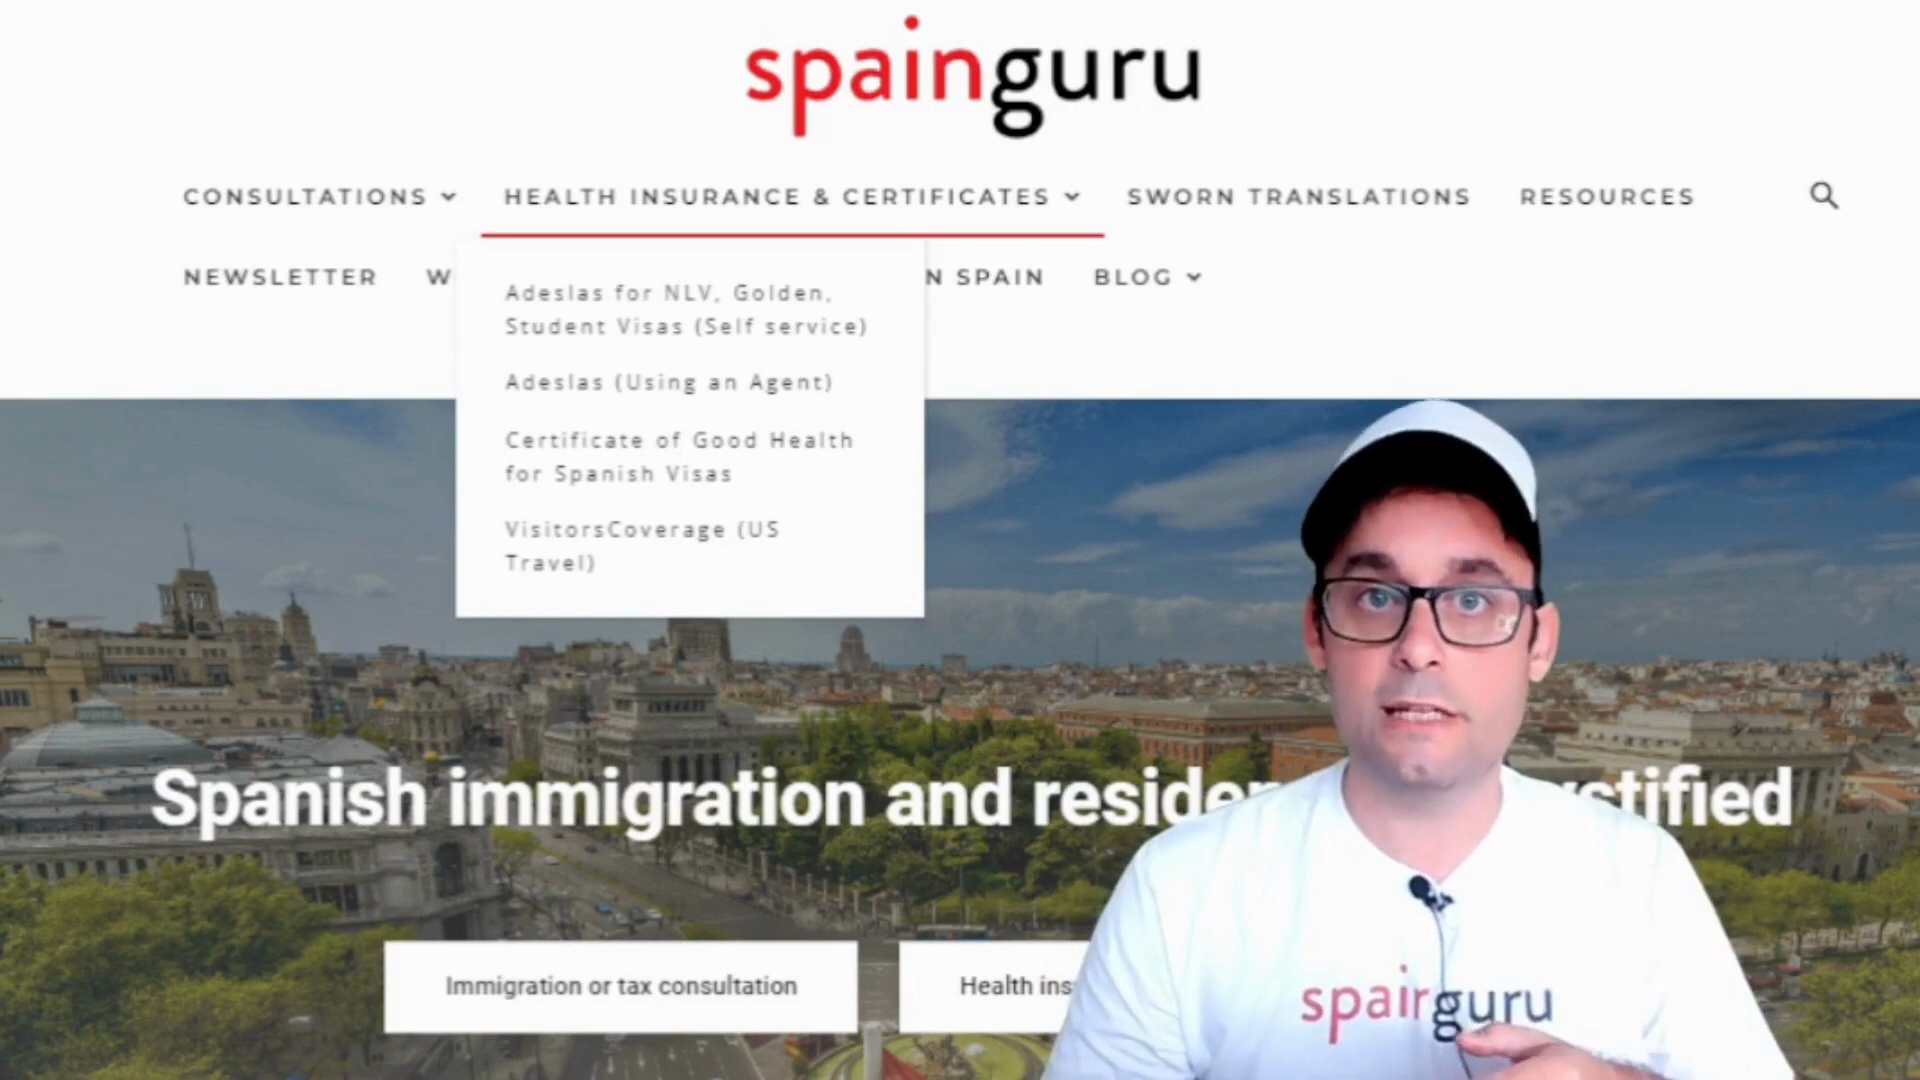 spainguru
CONSULTATIONS HEALTH INSURANCE & CERTIFICATES SWORN TRANSLATIONS RESOURCES
NEWSLETTER N SPAIN BLOG
Adeslas for NLV, Golden,
Student Visas (Self service)
Adeslas (Using an Agent)
Certificate of Good Health
for Spanish Visas
VisitorsCoverage (US
Travel)
Spanish immigration and
Immigration or tax consultation
Health
spainguru